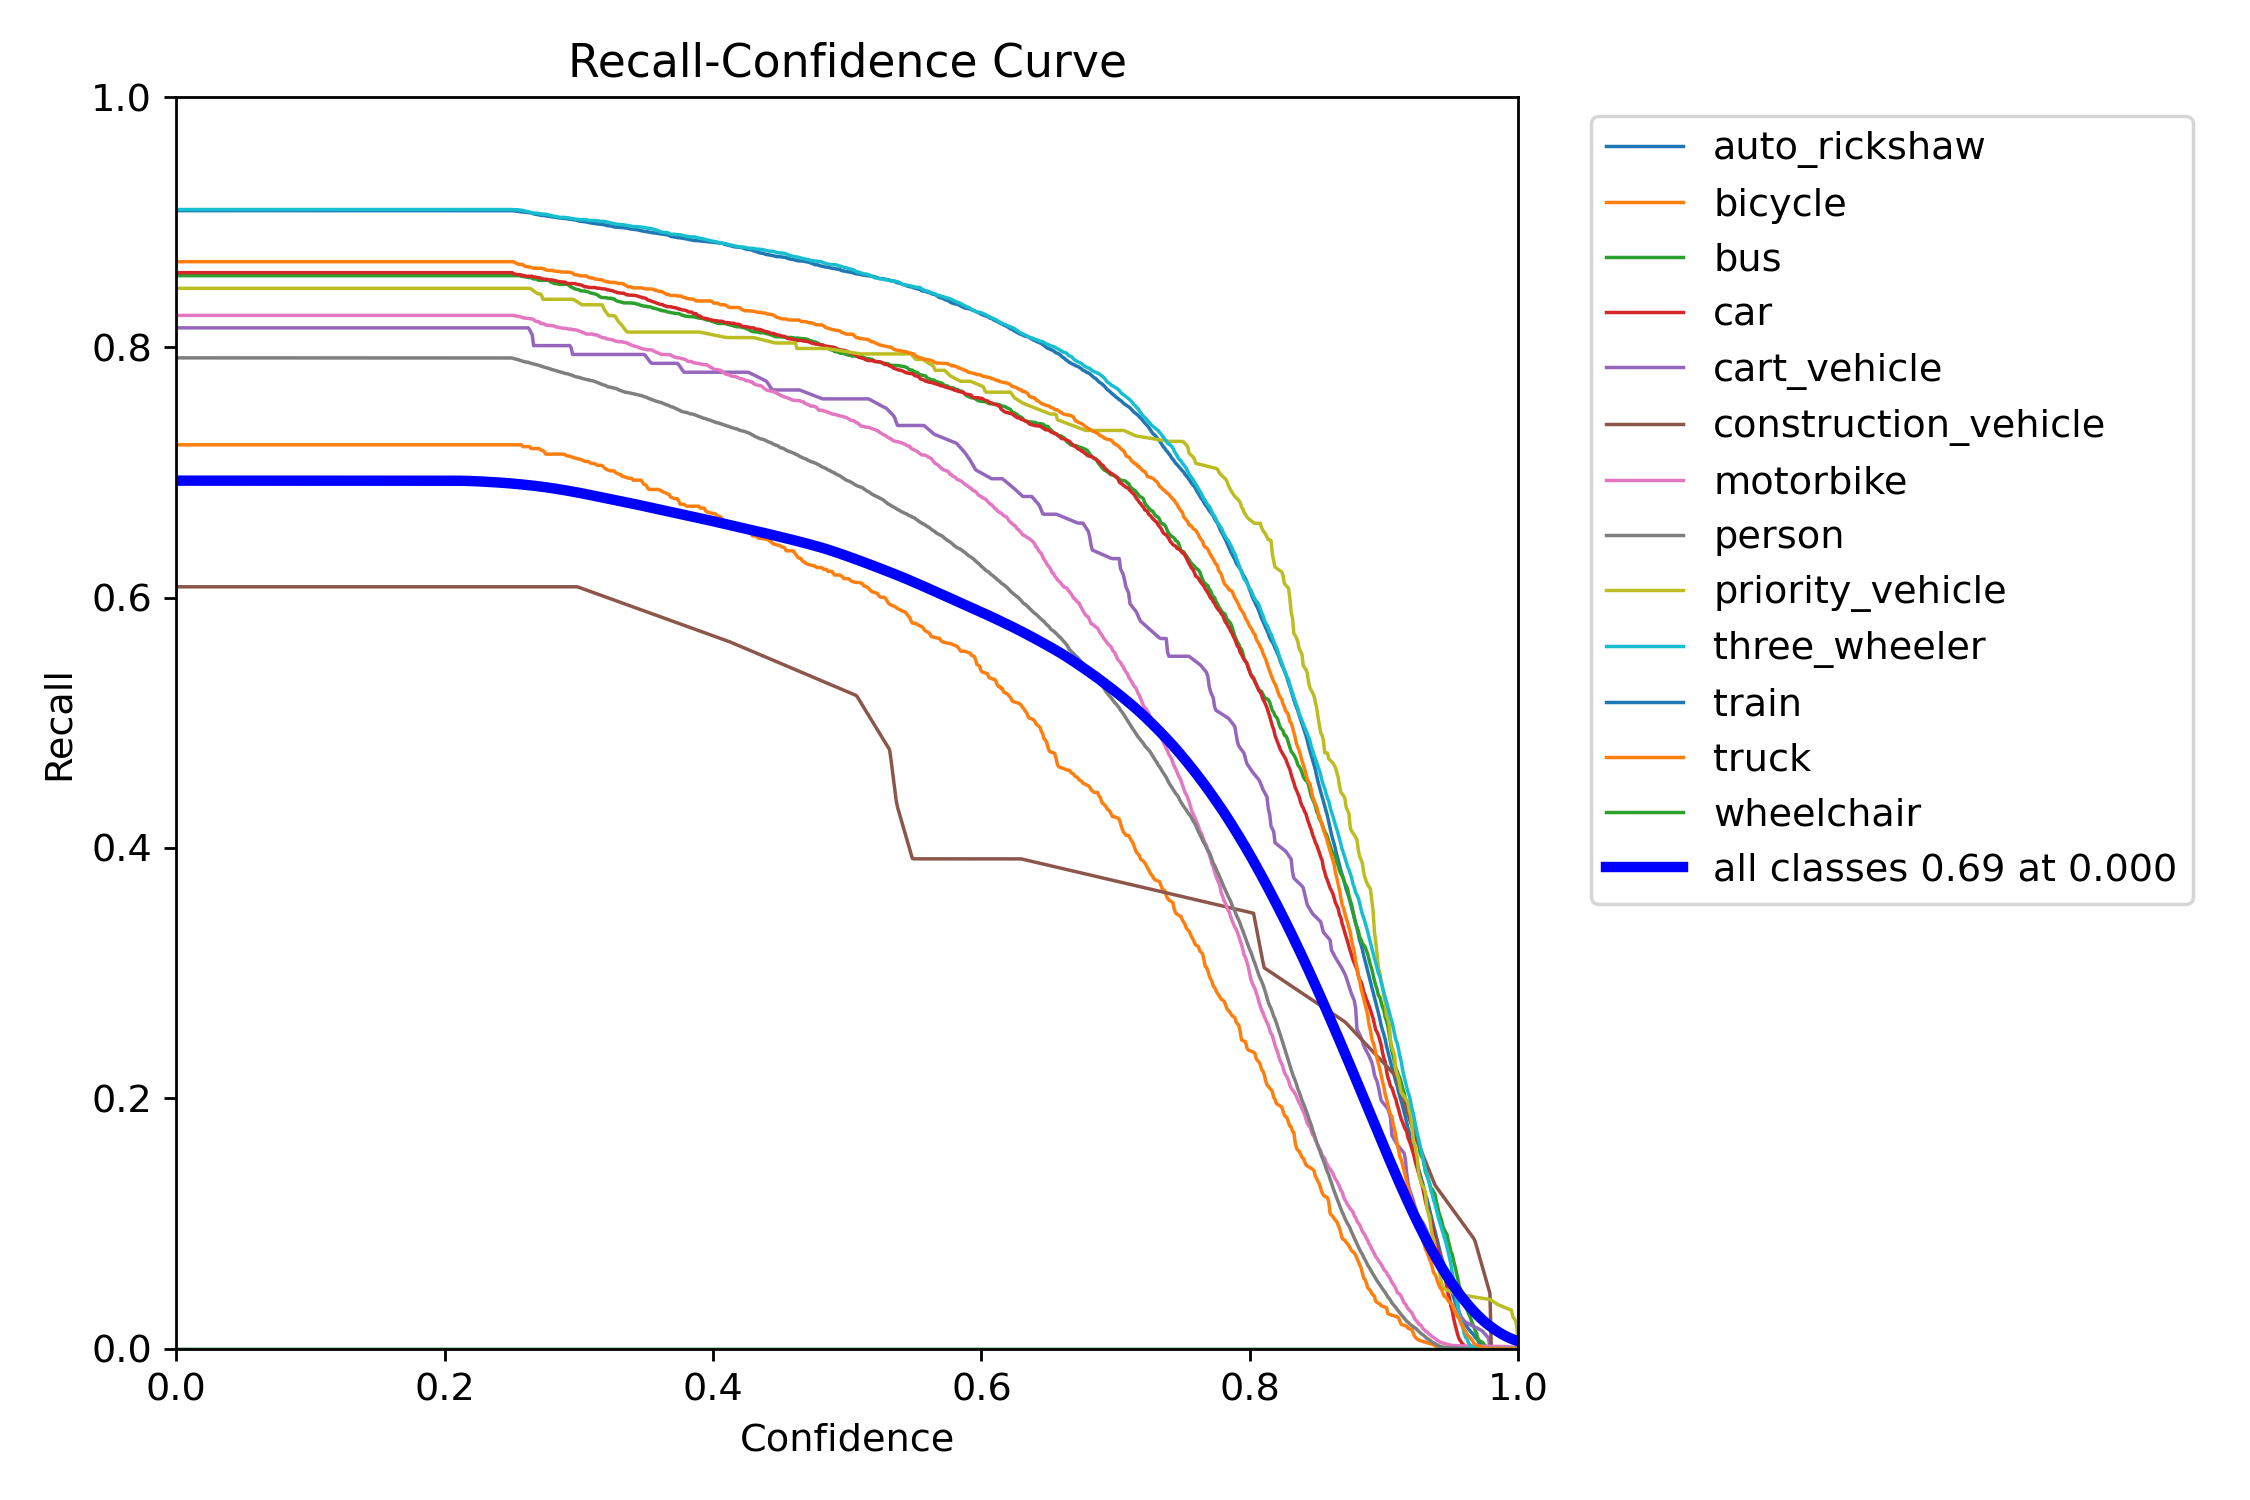 Recall-Confidence Curve
1.0
0.8
0.6
0.4
0.2
0.0
Recall
0.0 0.2 0.4 0.6 0.8 1.0
Confidence
auto_rickshaw
bicycle
bus
car
cart_vehicle
construction_vehicle
motorbike
person
priority_vehicle
three_wheeler
train
truck
wheelchair
all classes 0.69 at 0.000